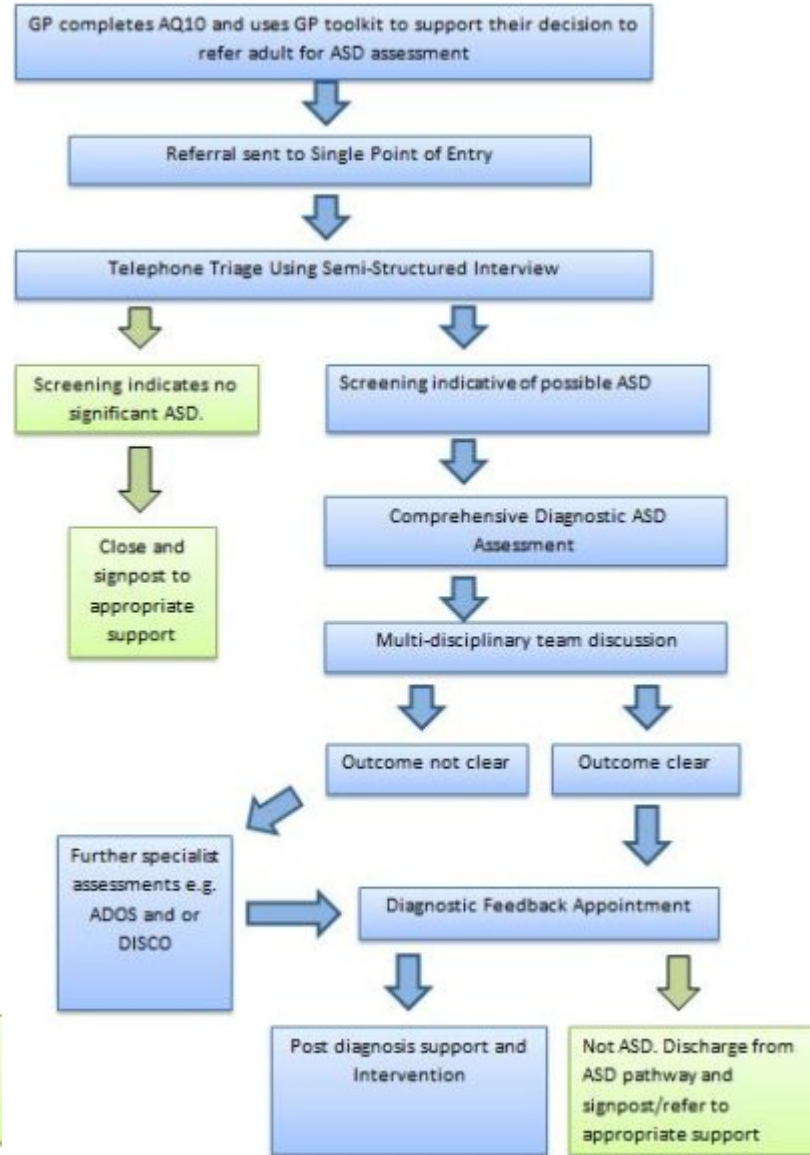 GP completes AQ10 and uses GP toolkit to support their decision to
refer adult for ASD assessment
Referral sent to Single Point of Entry
Telephone Triage Using Semi-Structured Interview
Screening indicates no
significant ASD.
Screening indicative of possible ASD
Close and
signpost to
appropriate
support
Comprehensive Diagnostic ASD
Assessment
Multi-disciplinary team discussion
Outcome not clear
Outcome clear
Further specialist
assessments e.g.
ADOS and or
DISCO
Diagnostic Feedback Appointment
Post diagnosis support and
Intervention
Not ASD. Discharge from
ASD pathway and
signpost/refer to
appropriate support